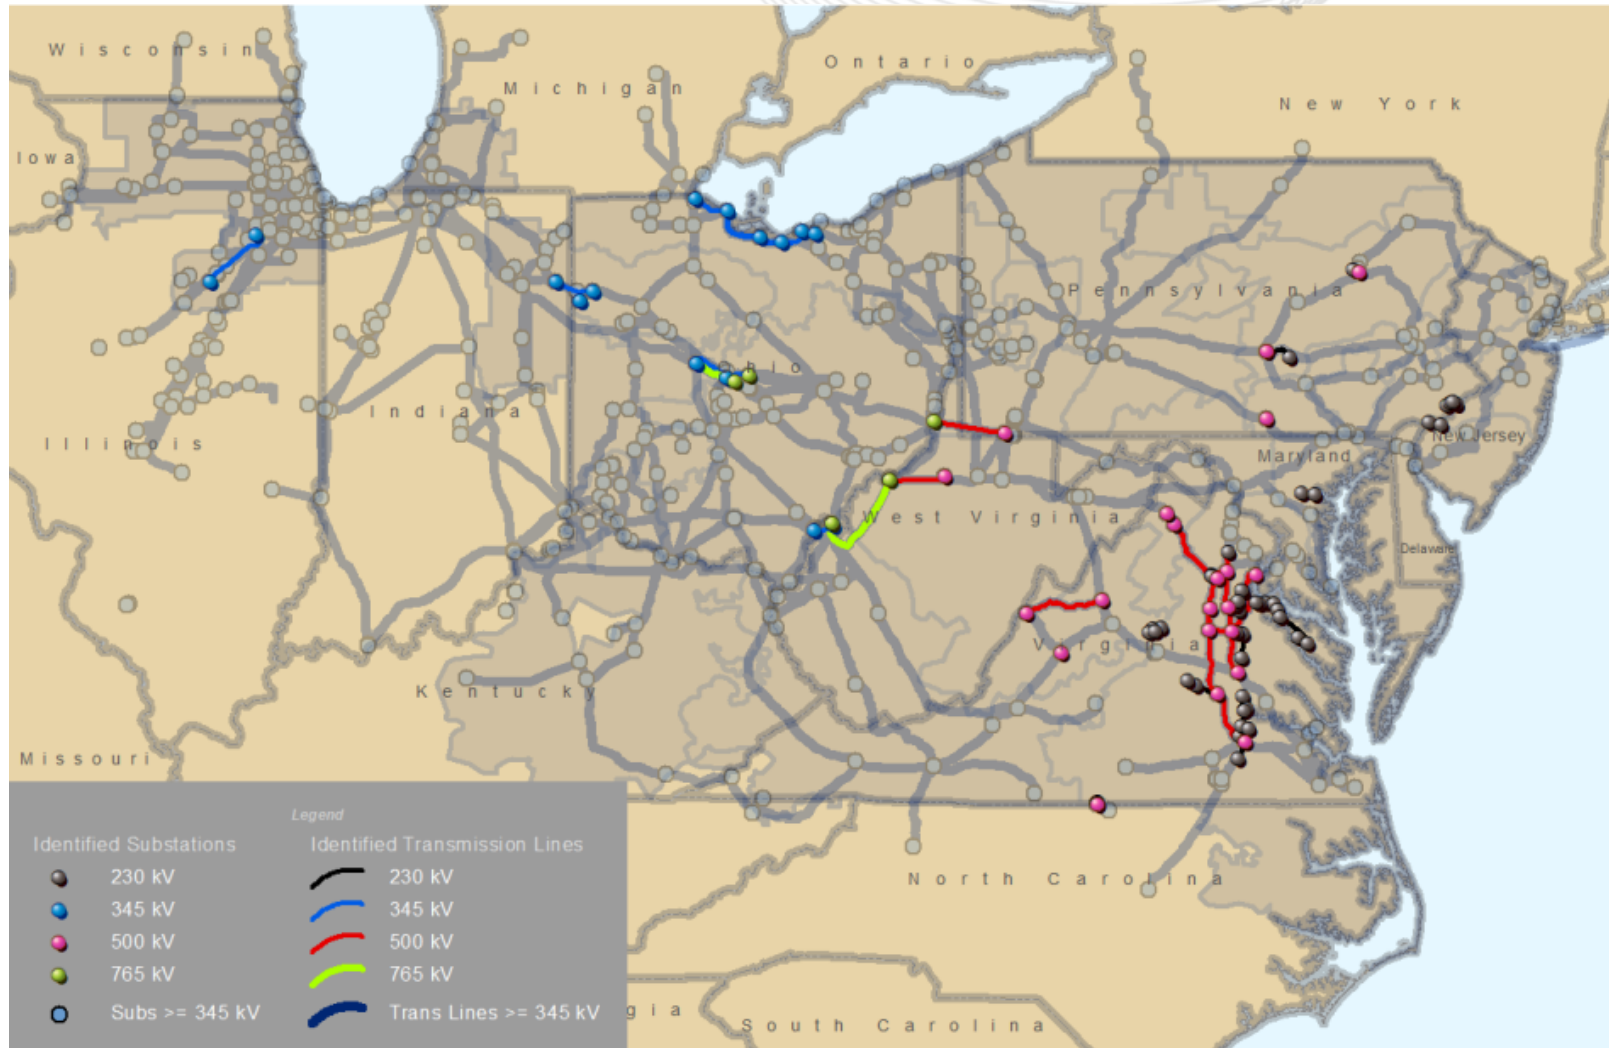 Wisconsin
Michigan
Ontario
New York
Iowa
Pennsylvania
Ohio
Indiana
Illinois
New Jersey
Maryland
West Virginia
Delaware
Virginia
Kentucky
Missouri
North Carolina
gia
South Carolina
Legend
Identified Substations
Identified Transmission Lines
230 kV
230 kV
345 kV
345 kV
500 kV
500 kV
765 kV
765 kV
Subs >= 345 kV
Trans Lines >= 345 kV